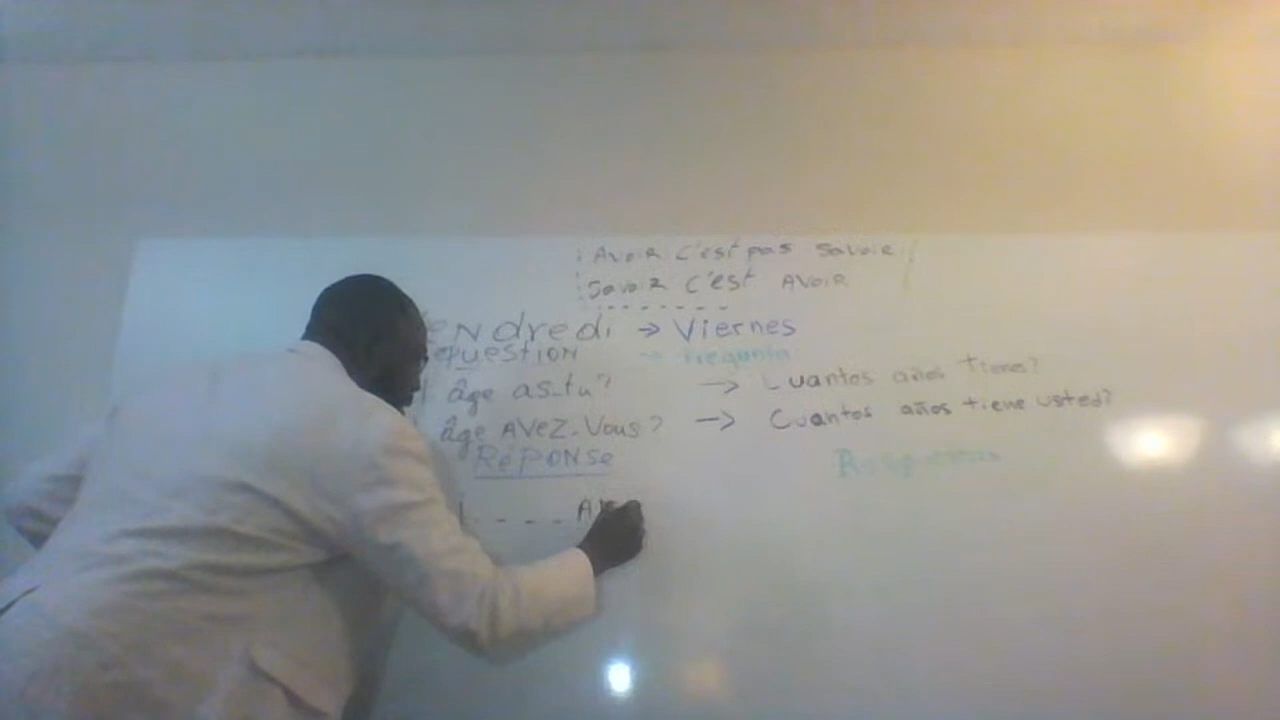 Avoir c'est pas savoir
Savoir c'est Avoir
endredi → Viernes
question → Pregunta
âge as-tu? → Cuantos años tienes?
âge AVEZ-Vous? → Cuantos años tiene usted?
RéPONSe Respuesta